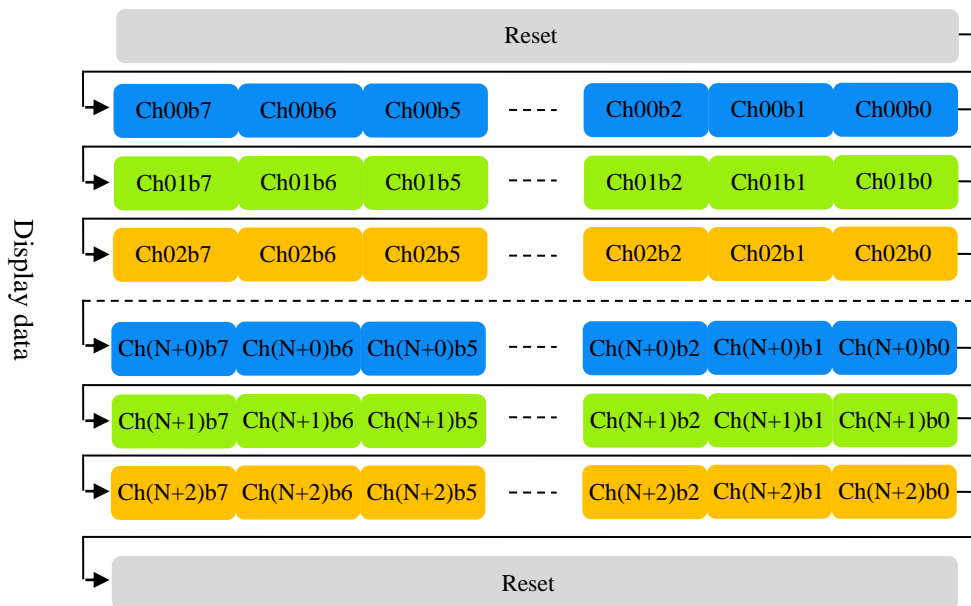 Reset
Ch00b7 Ch00b6 Ch00b5 ---- Ch00b2 Ch00b1 Ch00b0
Ch01b7 Ch01b6 Ch01b5 ---- Ch01b2 Ch01b1 Ch01b0
Ch02b7 Ch02b6 Ch02b5 ---- Ch02b2 Ch02b1 Ch02b0
Display data
Ch(N+0)b7 Ch(N+0)b6 Ch(N+0)b5 ---- Ch(N+0)b2 Ch(N+0)b1 Ch(N+0)b0
Ch(N+1)b7 Ch(N+1)b6 Ch(N+1)b5 ---- Ch(N+1)b2 Ch(N+1)b1 Ch(N+1)b0
Ch(N+2)b7 Ch(N+2)b6 Ch(N+2)b5 ---- Ch(N+2)b2 Ch(N+2)b1 Ch(N+2)b0
Reset